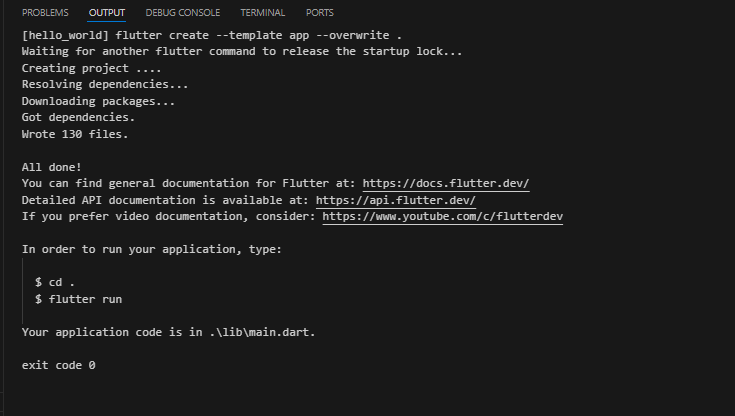 PROBLEMS OUTPUT DEBUG CONSOLE TERMINAL PORTS
[hello_world] flutter create --template app --overwrite .
Waiting for another flutter command to release the startup lock...
Creating project ....
Resolving dependencies...
Downloading packages...
Got dependencies.
Wrote 130 files.
All done!
You can find general documentation for Flutter at: https://docs.flutter.dev/
Detailed API documentation is available at: https://api.flutter.dev/
If you prefer video documentation, consider: https://www.youtube.com/c/flutterdev
In order to run your application, type:
$ cd .
$ flutter run
Your application code is in .\lib\main.dart.
exit code 0